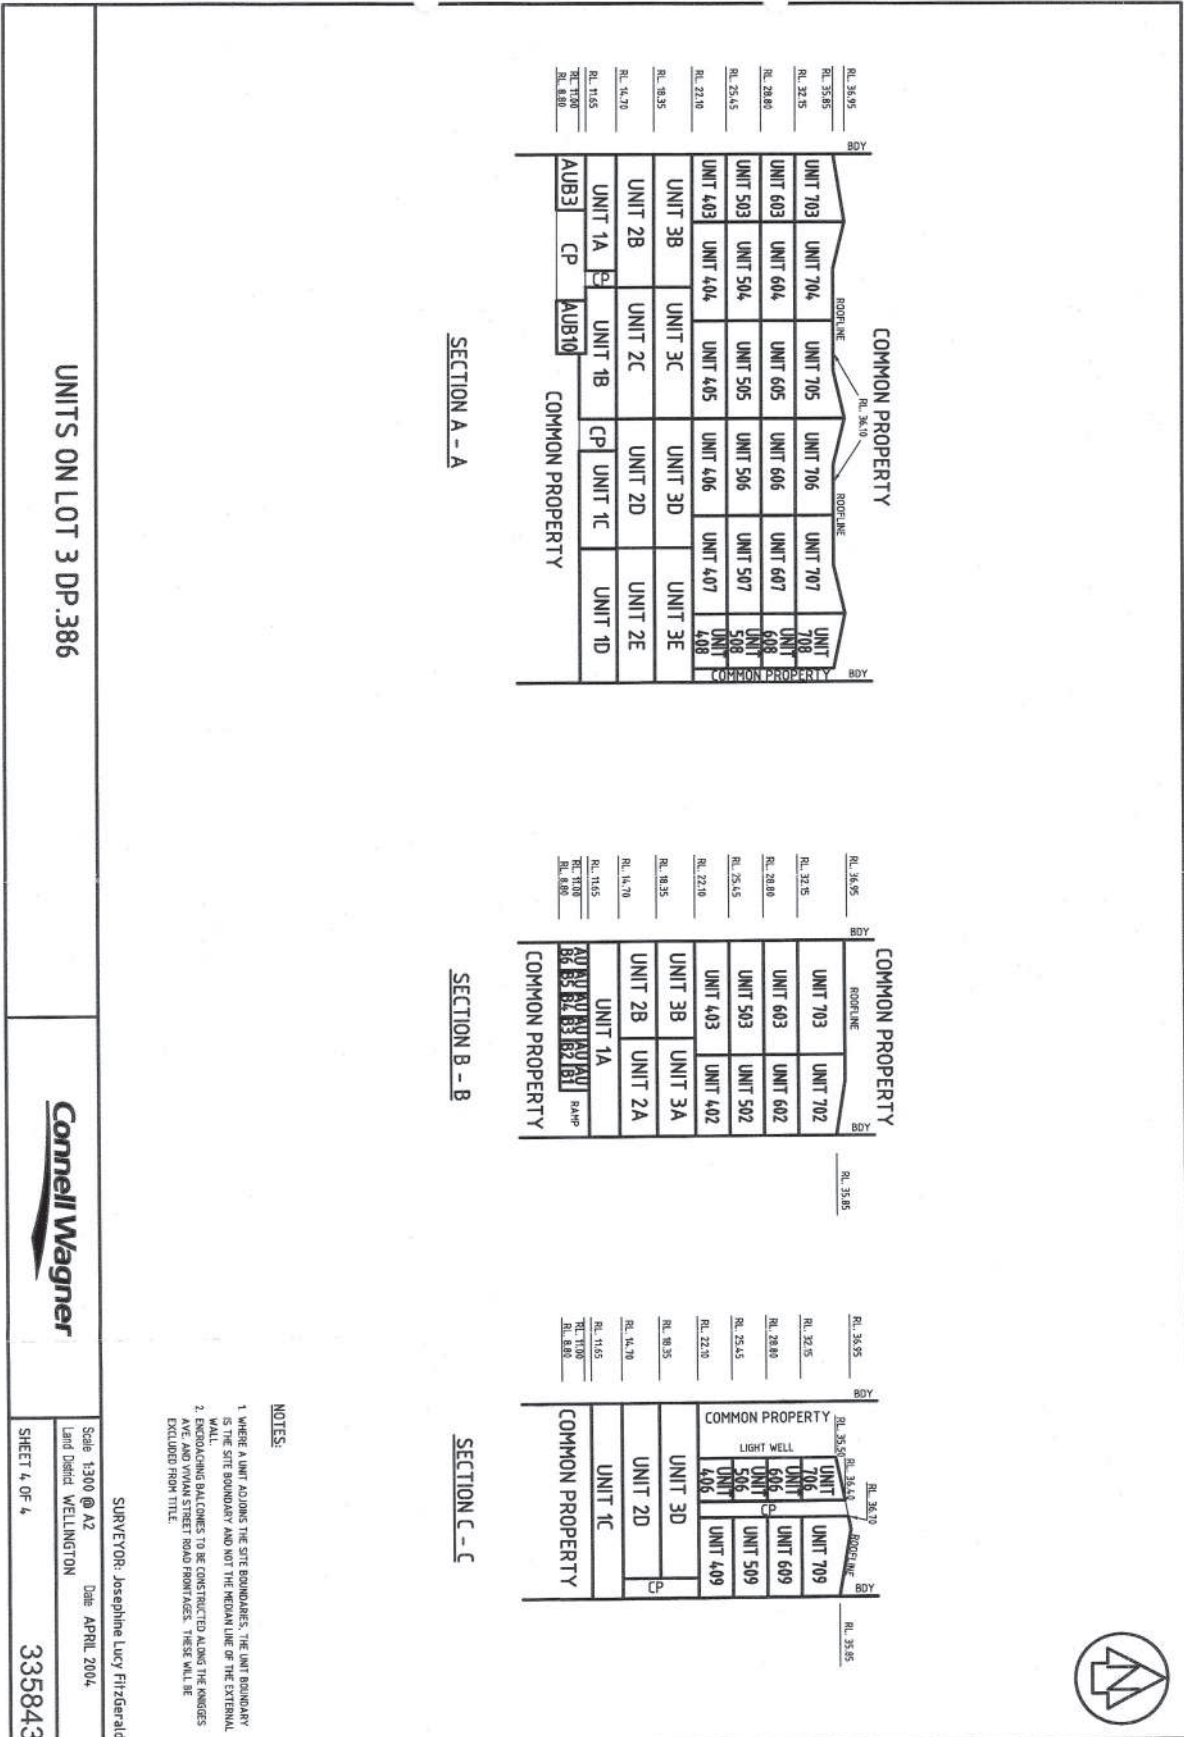 COMMON PROPERTY
RL. 36.95
RL. 35.85
RL. 32.15
RL. 28.80
RL. 25.45
RL. 22.10
RL. 18.35
RL. 14.70
RL. 11.65
RL. 11.00
RL. 8.80
BDY
ROOFLINE
RL. 36.10
ROOFLINE
BDY
UNIT 703 UNIT 704 UNIT 705 UNIT 706 UNIT 707 UNIT 708
UNIT 603 UNIT 604 UNIT 605 UNIT 606 UNIT 607 UNIT 608
UNIT 503 UNIT 504 UNIT 505 UNIT 506 UNIT 507 UNIT 508
UNIT 403 UNIT 404 UNIT 405 UNIT 406 UNIT 407 UNIT 408
COMMON PROPERTY
UNIT 3B UNIT 3C UNIT 3D UNIT 3E
UNIT 2B UNIT 2C UNIT 2D UNIT 2E
UNIT 1A CP UNIT 1B CP UNIT 1C UNIT 1D
AUB3 CP AUB10
COMMON PROPERTY
SECTION A - A
COMMON PROPERTY
RL. 36.95
RL. 32.15
RL. 28.80
RL. 25.45
RL. 22.10
RL. 18.35
RL. 14.70
RL. 11.65
RL. 11.00
RL. 8.80
BDY
ROOFLINE
BDY
RL. 35.85
UNIT 703 UNIT 702
UNIT 603 UNIT 602
UNIT 503 UNIT 502
UNIT 403 UNIT 402
UNIT 3B UNIT 3A
UNIT 2B UNIT 2A
UNIT 1A
AU AU AU AU AU AU
B6 B5 B4 B3 B2 B1
RAMP
COMMON PROPERTY
SECTION B - B
RL. 36.95
RL. 32.15
RL. 28.80
RL. 25.45
RL. 22.10
RL. 18.35
RL. 14.70
RL. 11.65
RL. 11.00
RL. 8.80
BDY
RL. 35.50
RL. 36.40
RL. 36.70
ROOFLINE
BDY
RL. 35.85
COMMON PROPERTY
LIGHT WELL
UNIT 706 UNIT 709
UNIT 606 UNIT 609
CP
UNIT 506 UNIT 509
UNIT 406 UNIT 409
UNIT 3D
UNIT 2D CP
UNIT 1C
COMMON PROPERTY
SECTION C - C
NOTES:
1. WHERE A UNIT ADJOINS THE SITE BOUNDARIES, THE UNIT BOUNDARY
IS THE SITE BOUNDARY AND NOT THE MEDIAN LINE OF THE EXTERNAL
WALL.
2. ENCROACHING BALCONIES TO BE CONSTRUCTED ALONG THE KNIGGES
AVE. AND VIVIAN STREET ROAD FRONTAGES. THESE WILL BE
EXCLUDED FROM TITLE.
SURVEYOR: Josephine Lucy FitzGerald
UNITS ON LOT 3 DP.386
Connell Wagner
Scale 1:300 @ A2 Date APRIL 2004
Land District WELLINGTON
SHEET 4 OF 4
335843